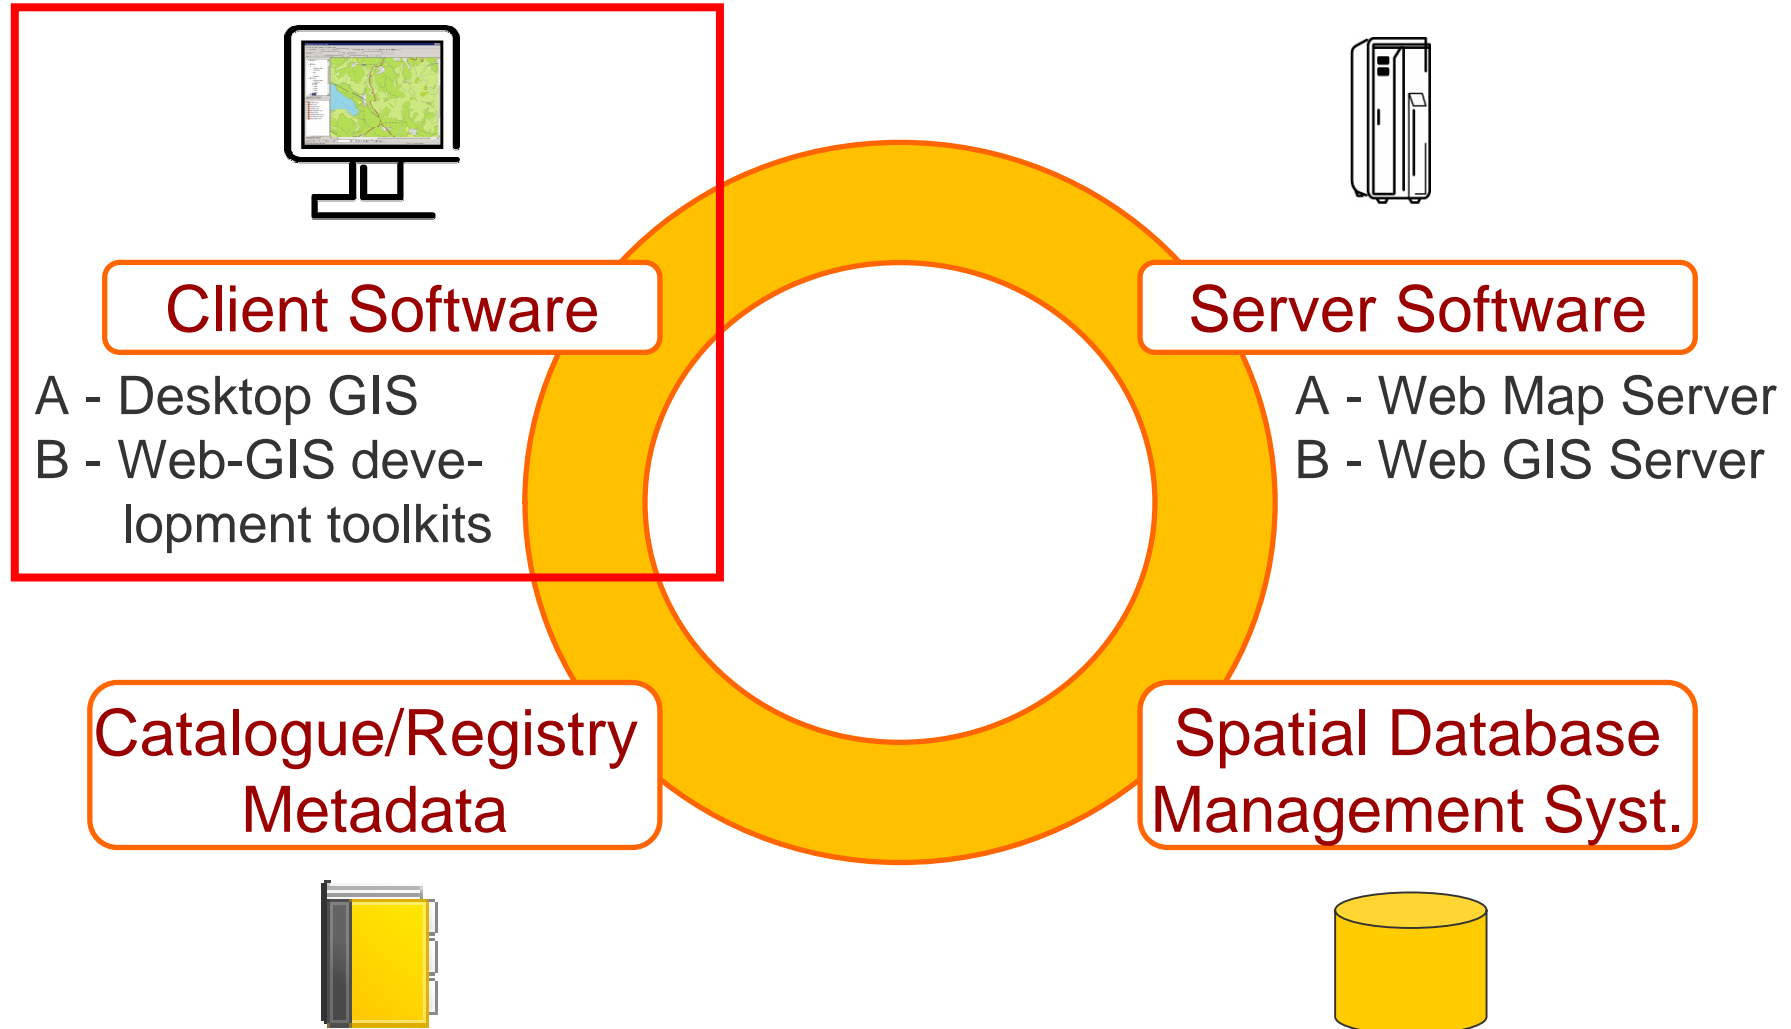 Client Software
A - Desktop GIS
B - Web-GIS deve-
lopment toolkits
Server Software
A - Web Map Server
B - Web GIS Server
Catalogue/Registry
Metadata
Spatial Database
Management Syst.